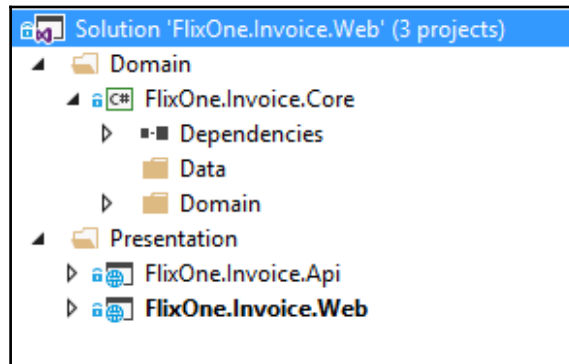 Solution 'FlixOne.Invoice.Web' (3 projects)
Domain
C# FlixOne.Invoice.Core
Dependencies
Data
Domain
Presentation
FlixOne.Invoice.Api
FlixOne.Invoice.Web